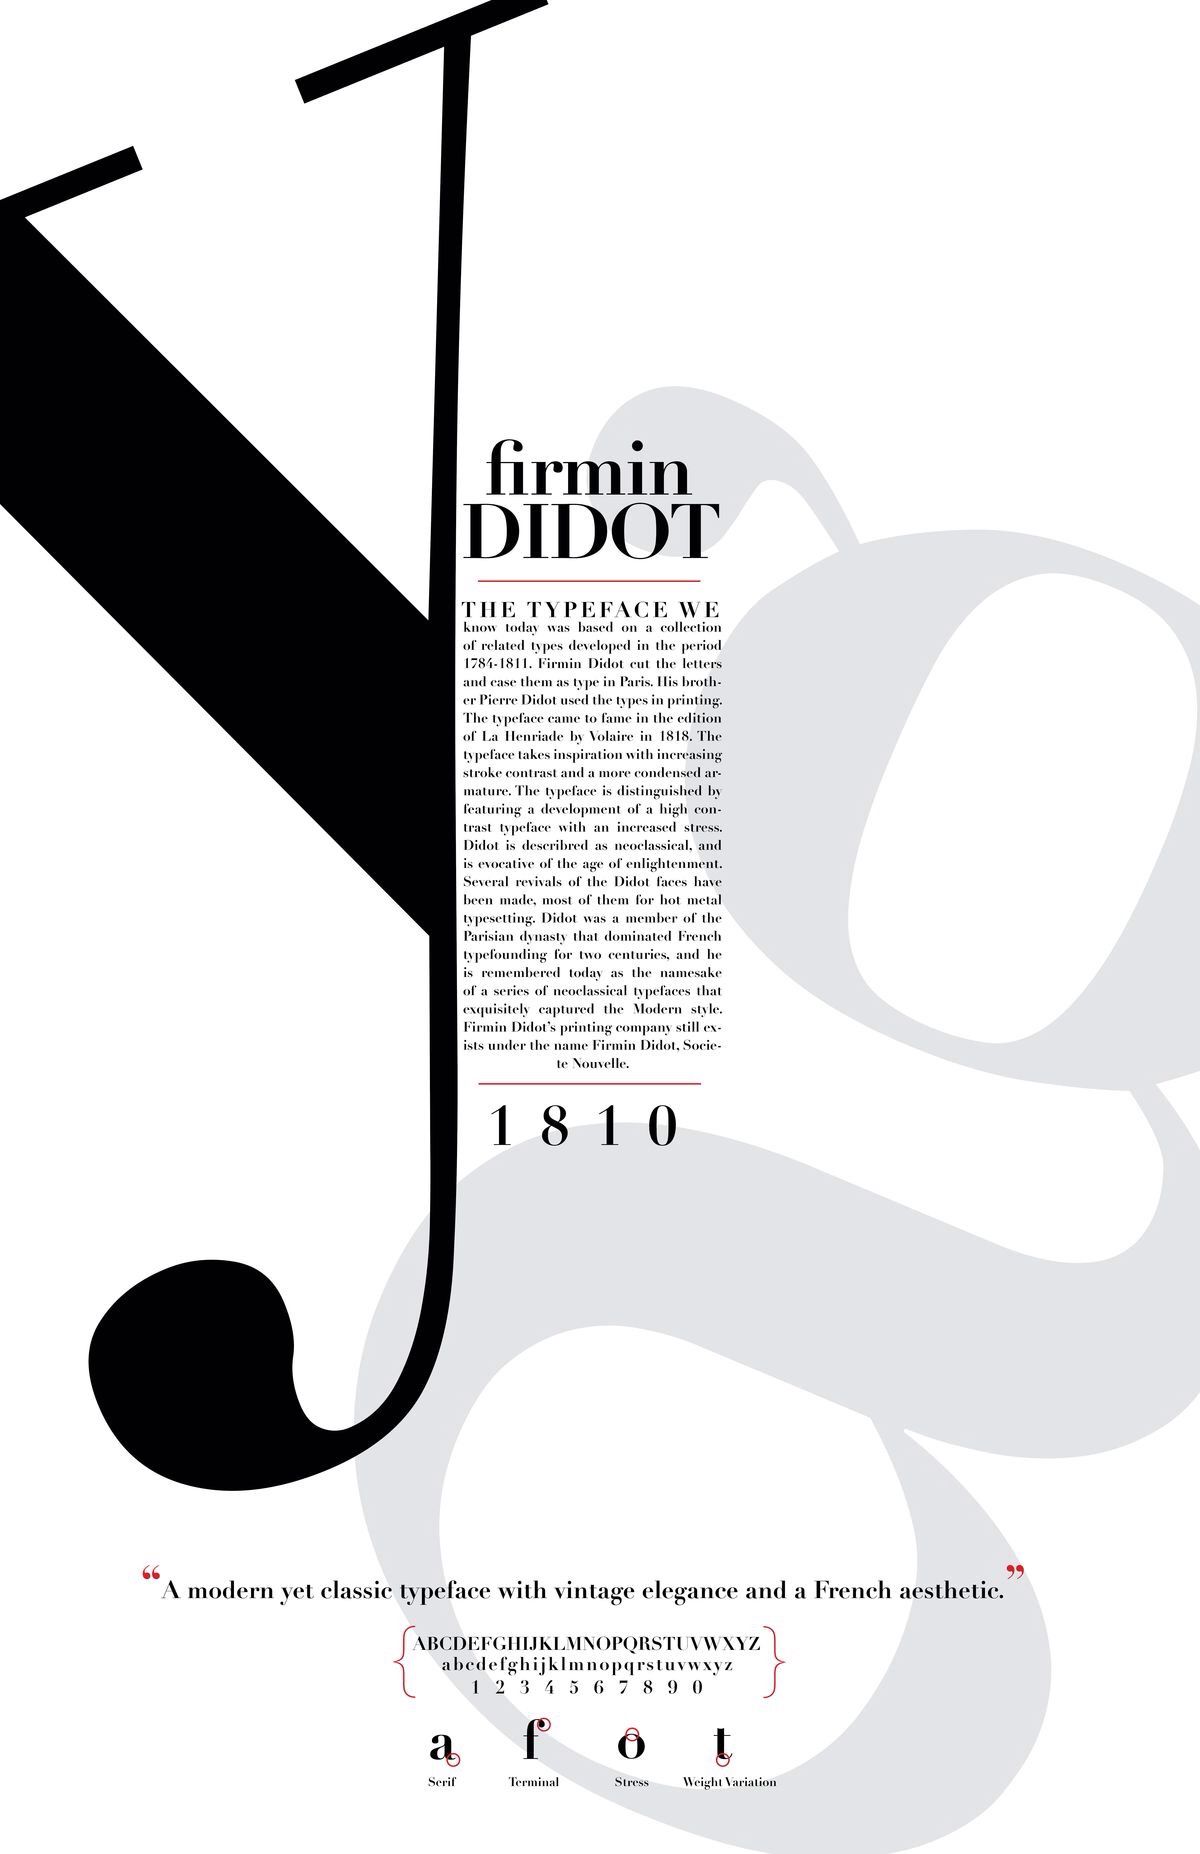 y
g
firmin
DIDOT
THE TYPEFACE WE
know today was based on a collection
of related types developed in the period
1784-1811. Firmin Didot cut the letters
and case them as type in Paris. His broth-
er Pierre Didot used the types in printing.
The typeface came to fame in the edition
of La Henriade by Volaire in 1818. The
typeface takes inspiration with increasing
stroke contrast and a more condensed ar-
mature. The typeface is distinguished by
featuring a development of a high con-
trast typeface with an increased stress.
Didot is describred as neoclassical, and
is evocative of the age of enlightenment.
Several revivals of the Didot faces have
been made, most of them for hot metal
typesetting. Didot was a member of the
Parisian dynasty that dominated French
typefounding for two centuries, and he
is remembered today as the namesake
of a series of neoclassical typefaces that
exquisitely captured the Modern style.
Firmin Didot's printing company still ex-
ists under the name Firmin Didot, Socie-
te Nouvelle.
1 8 1 0
“A modern yet classic typeface with vintage elegance and a French aesthetic.”
{ABCDEFGHIJKLMNOPQRSTUVWXYZ
abcdefghijklmnopqrstuvwxyz
1 2 3 4 5 6 7 8 9 0}
a f o t
Serif Terminal Stress Weight Variation